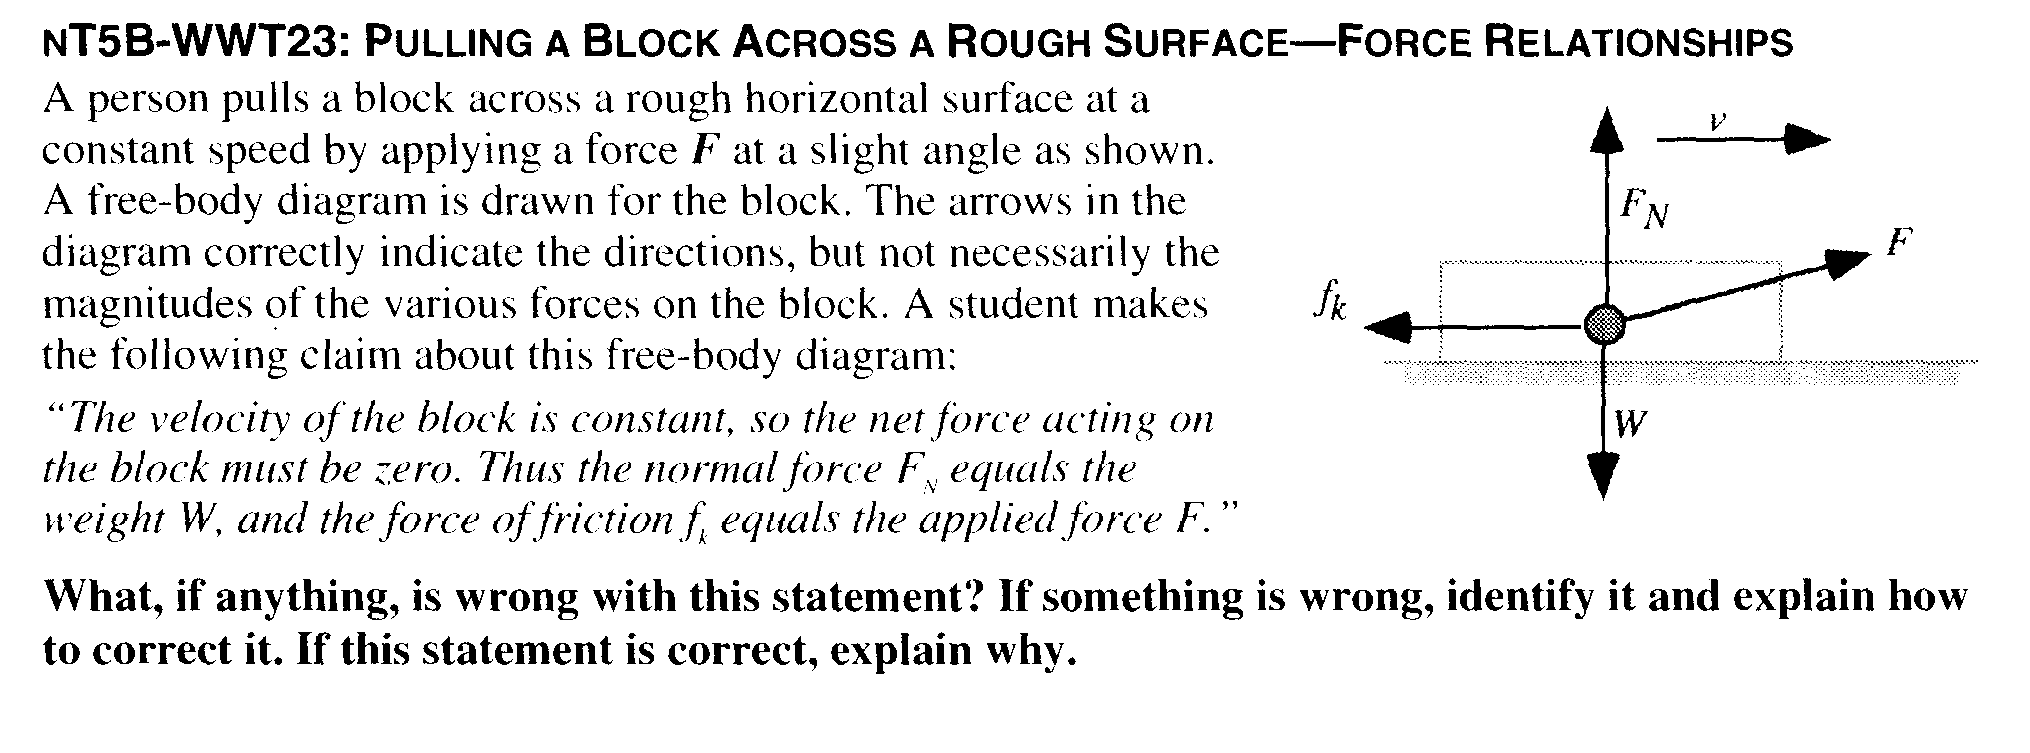 NT5B-WWT23: PULLING A BLOCK ACROSS A ROUGH SURFACE—FORCE RELATIONSHIPS
A person pulls a block across a rough horizontal surface at a
constant speed by applying a force F at a slight angle as shown.
A free-body diagram is drawn for the block. The arrows in the
diagram correctly indicate the directions, but not necessarily the
magnitudes of the various forces on the block. A student makes
the following claim about this free-body diagram:
“The velocity of the block is constant, so the net force acting on
the block must be zero. Thus the normal force F_N equals the
weight W, and the force of friction f_k equals the applied force F.”
What, if anything, is wrong with this statement? If something is wrong, identify it and explain how
to correct it. If this statement is correct, explain why.
v
F_N
F
f_k
W